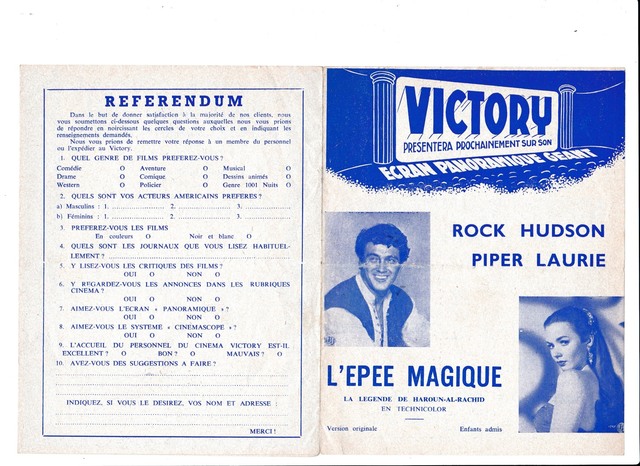 REFERENDUM
Dans le but de donner satisfaction à la majorité de nos clients, nous
vous soumettons ci-dessous quelques questions auxquelles nous vous prions
de répondre en noircissant les cercles de votre choix et en indiquant les
renseignements demandés.
Nous vous prions de remettre votre réponse à un membre du personnel
ou l'expédier au Victory.
1. QUEL GENRE DE FILMS PREFEREZ-VOUS ?
Comédie O Aventure O Musical O
Drame O Comique O Dessins animés O
Western O Policier O Genre 1001 Nuits O
2. QUELS SONT VOS ACTEURS AMERICAINS PREFERES ?
a) Masculins : 1. 2. 3.
b) Féminins : 1. 2. 3.
3. PREFEREZ-VOUS LES FILMS
En couleurs O Noir et blanc O
4. QUELS SONT LES JOURNAUX QUE VOUS LISEZ HABITUEL-
LEMENT ?
5. Y LISEZ-VOUS LES CRITIQUES DES FILMS ?
OUI O NON O
6. Y REGARDEZ-VOUS LES ANNONCES DANS LES RUBRIQUES
CINEMA ?
OUI O NON O
7. AIMEZ-VOUS L'ECRAN « PANORAMIQUE » ?
OUI O NON O
8. AIMEZ-VOUS LE SYSTEME « CINEMASCOPE » ?
OUI O NON O
9. L'ACCUEIL DU PERSONNEL DU CINEMA VICTORY EST-IL
EXCELLENT ? O BON ? O MAUVAIS ? O
10. AVEZ-VOUS DES SUGGESTIONS A FAIRE ?
INDIQUEZ, SI VOUS LE DESIREZ, VOS NOM ET ADRESSE :
MERCI !
VICTORY
PRESENTERA PROCHAINEMENT SUR SON
ECRAN PANORAMIQUE GEANT
ROCK HUDSON
PIPER LAURIE
L'EPEE MAGIQUE
LA LEGENDE DE HAROUN-AL-RACHID
EN TECHNICOLOR
Version originale Enfants admis